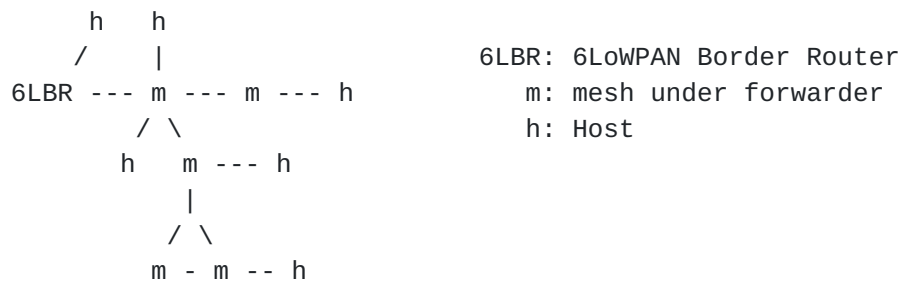 h h
/ | 6LBR: 6LoWPAN Border Router
6LBR --- m --- m --- h m: mesh under forwarder
/ \ h: Host
h m --- h
|
/ \
m - m -- h